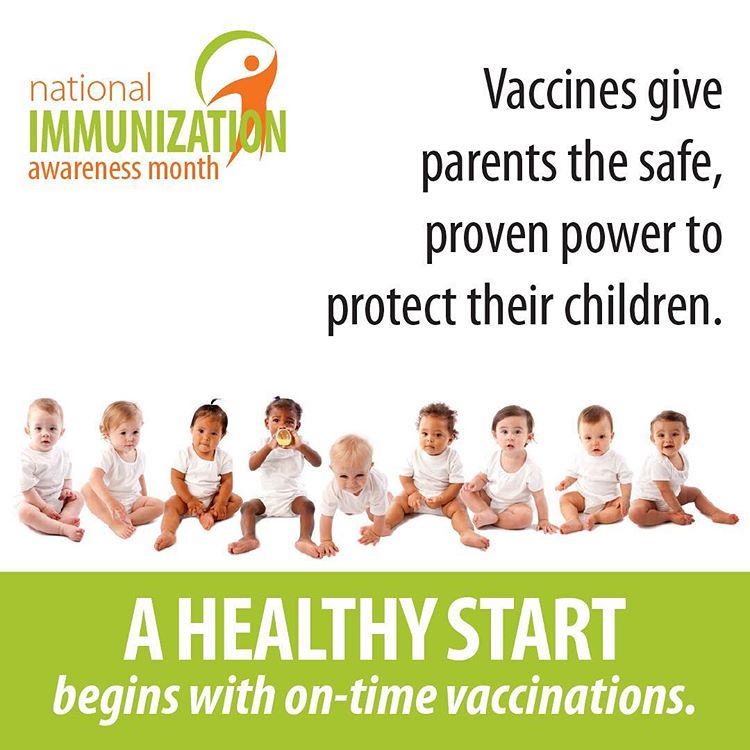 national
IMMUNIZATION
awareness month
Vaccines give
parents the safe,
proven power to
protect their children.
A HEALTHY START
begins with on-time vaccinations.